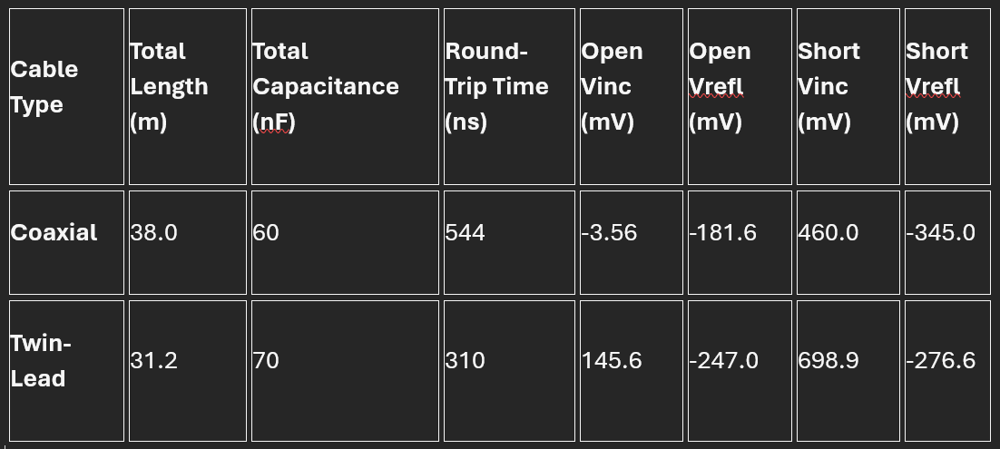 Cable Type | Total Length (m) | Total Capacitance (nF) | Round-Trip Time (ns) | Open Vinc (mV) | Open Vrefl (mV) | Short Vinc (mV) | Short Vrefl (mV)
Coaxial | 38.0 | 60 | 544 | -3.56 | -181.6 | 460.0 | -345.0
Twin-Lead | 31.2 | 70 | 310 | 145.6 | -247.0 | 698.9 | -276.6